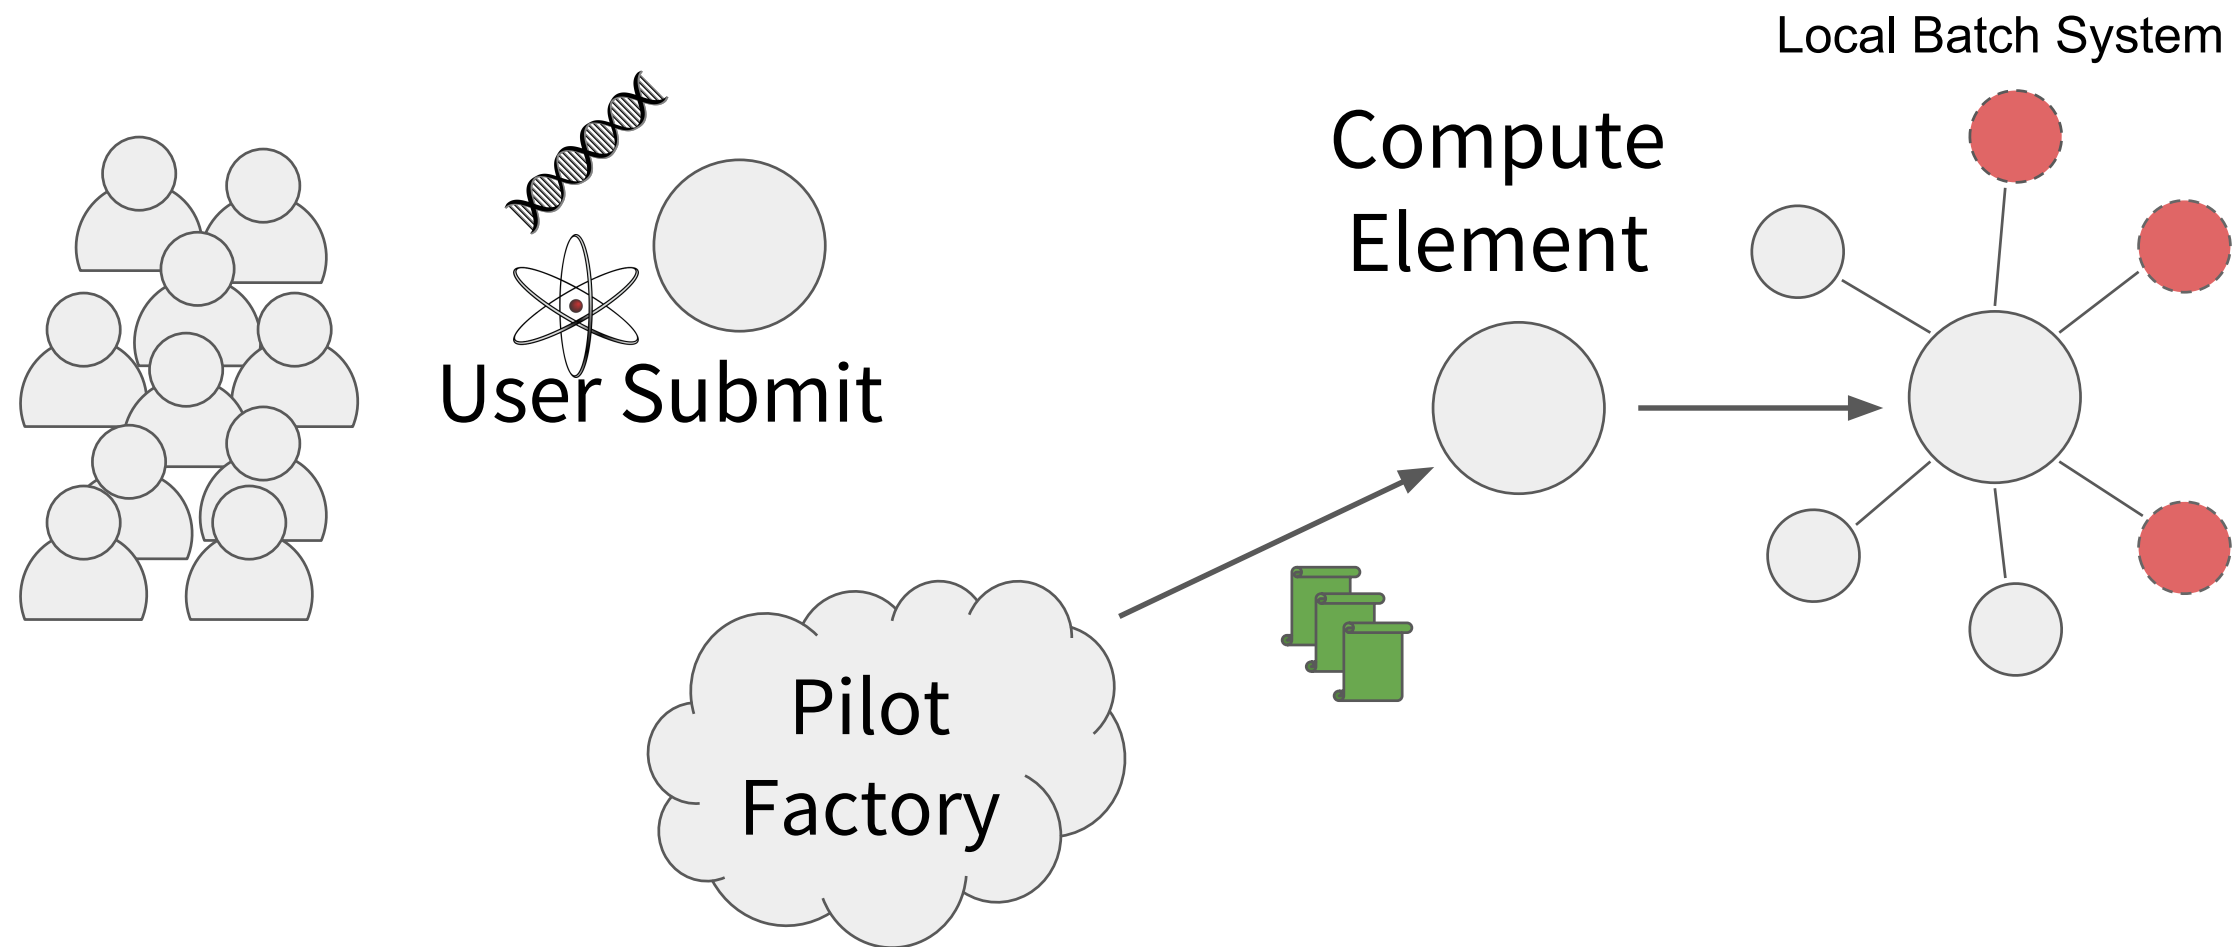 Local Batch System
Compute
Element
User Submit
Pilot
Factory